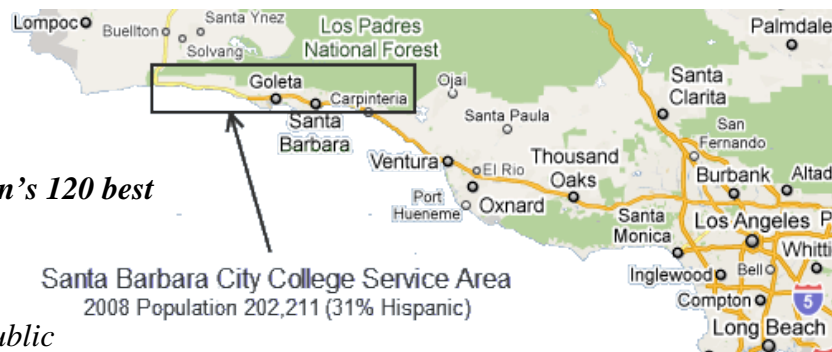 Lompoc
Buellton
Santa Ynez
Solvang
Los Padres
National Forest
Palmdale
Goleta
Carpinteria
Ojai
Santa
Clarita
Santa
Barbara
Santa Paula
San
Fernando
Ventura
El Rio
Thousand
Oaks
Burbank
Altad
n's 120 best
Port
Hueneme
Oxnard
Santa
Monica
Los Angeles
P
Whitti
Santa Barbara City College Service Area
2008 Population 202,211 (31% Hispanic)
Inglewood
Bell
Compton
5
ublic
Long Beach